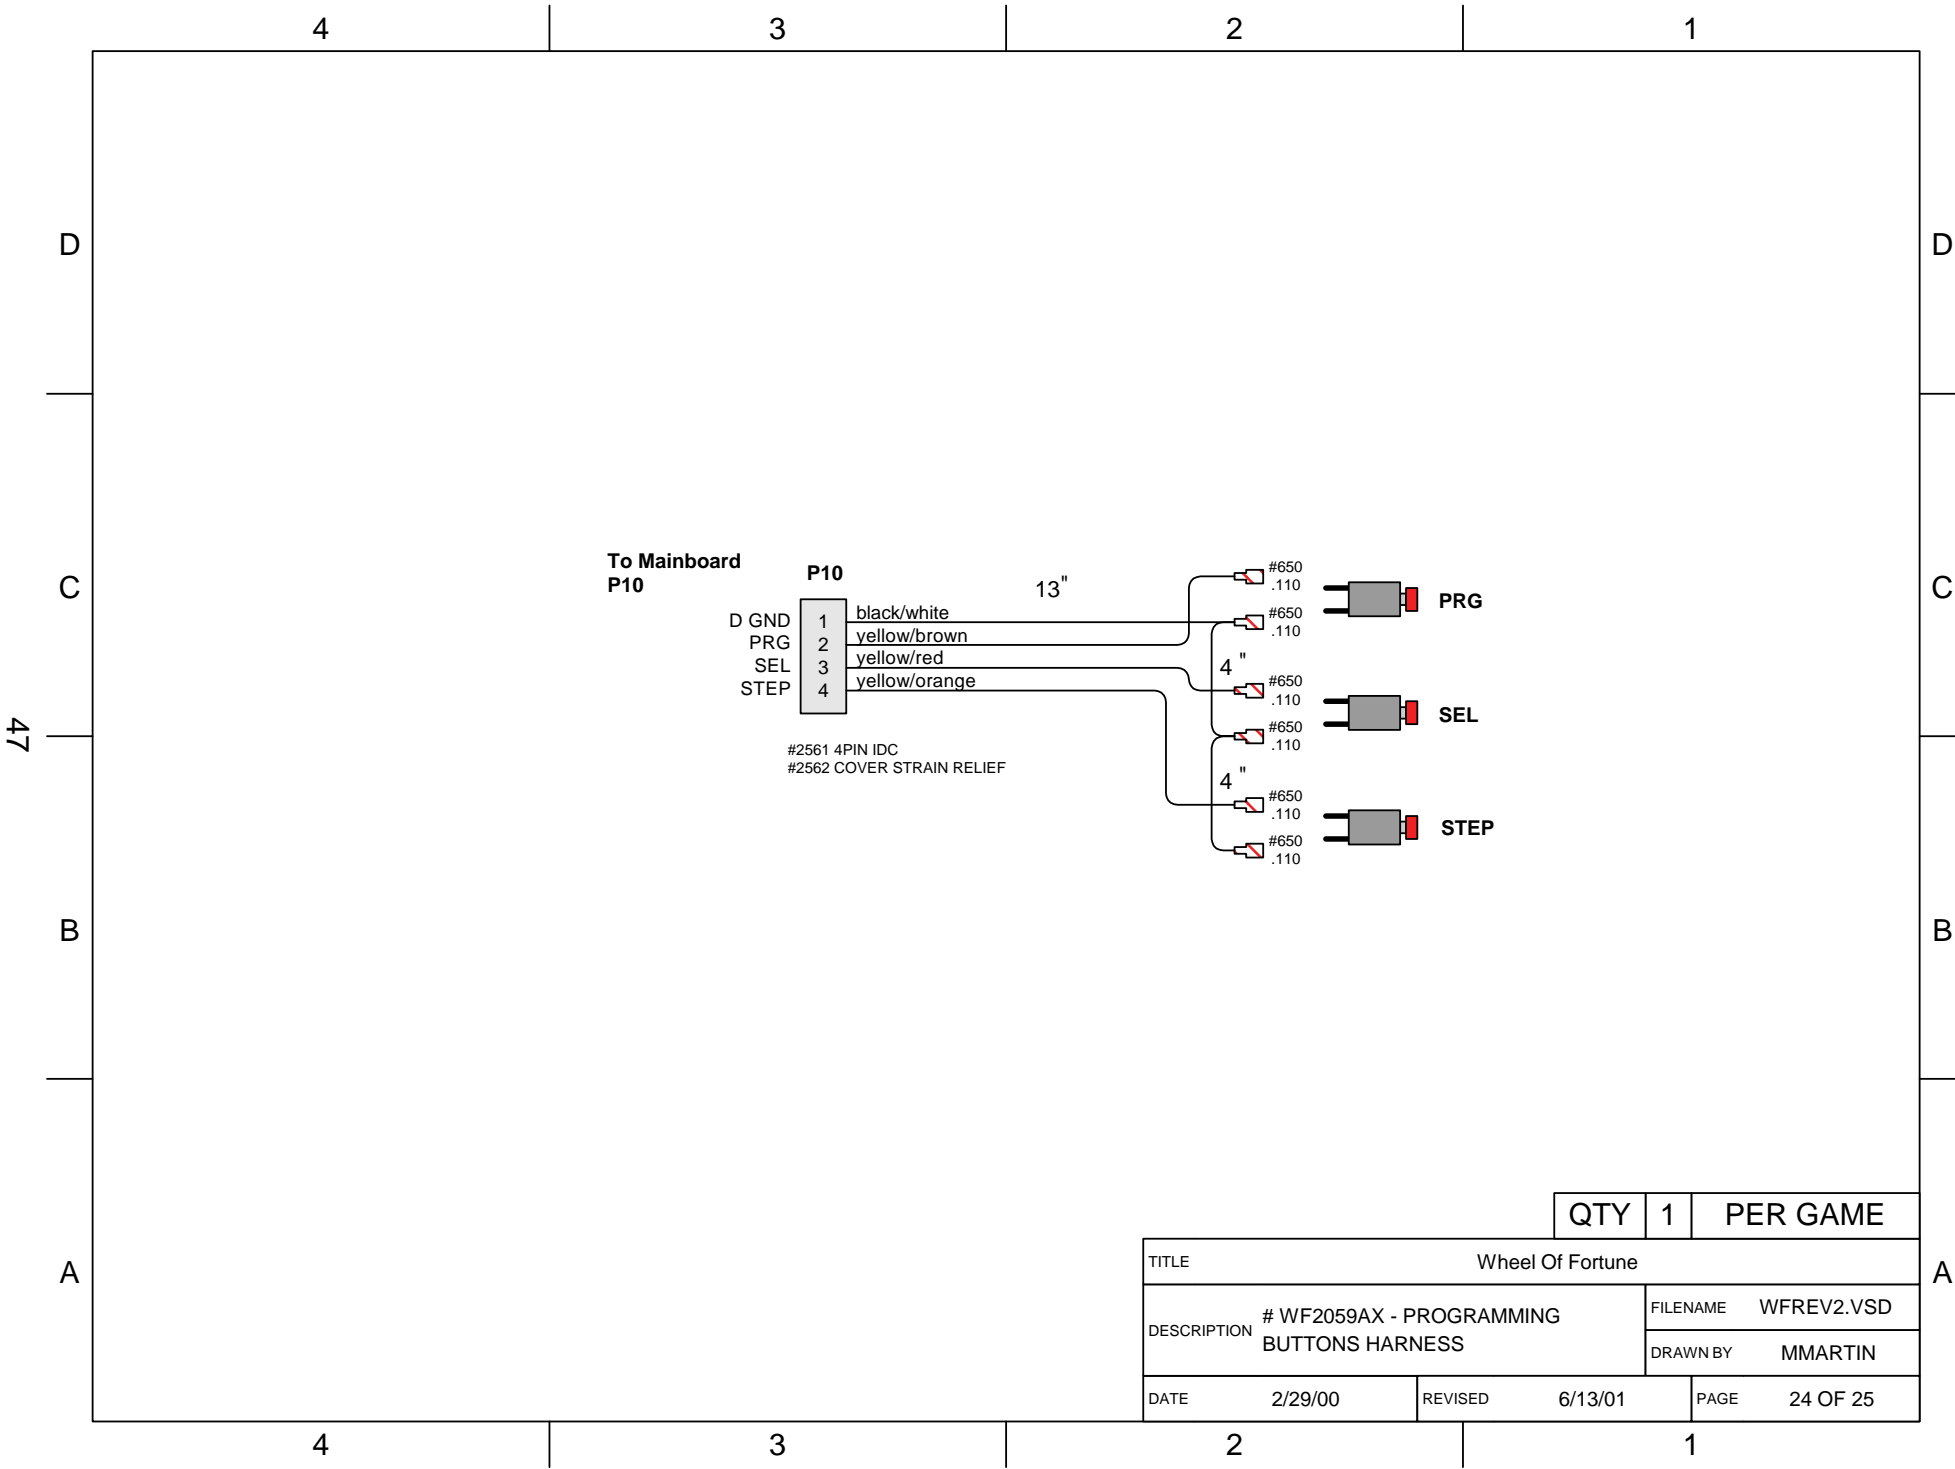 4 3 2 1
D D
To Mainboard
P10
P10
13"
#650
.110
PRG
C C
D GND 1 black/white
#650
.110
PRG 2 yellow/brown
SEL 3 yellow/red
4 "
STEP 4 yellow/orange
#650
.110
SEL
#2561 4PIN IDC
#2562 COVER STRAIN RELIEF
#650
.110
4 "
#650
.110
STEP
#650
.110
47
B B
QTY 1 PER GAME
A A
TITLE Wheel Of Fortune
DESCRIPTION # WF2059AX - PROGRAMMING
BUTTONS HARNESS
FILENAME WFREV2.VSD
DRAWN BY MMARTIN
DATE 2/29/00 REVISED 6/13/01 PAGE 24 OF 25
4 3 2 1